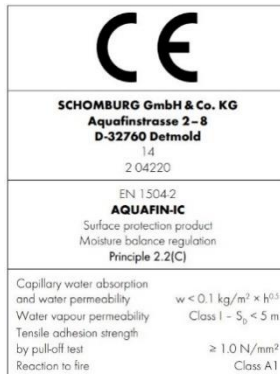 CE
SCHOMBURG GmbH & Co. KG
Aquafinstrasse 2–8
D-32760 Detmold
14
2 04220
EN 1504-2
AQUAFIN-IC
Surface protection product
Moisture balance regulation
Principle 2.2(C)
Capillary water absorption
and water permeability w < 0.1 kg/m² × h⁰·⁵
Water vapour permeability Class I – S_D < 5 m
Tensile adhesion strength
by pull-off test ≥ 1.0 N/mm²
Reaction to fire Class A1